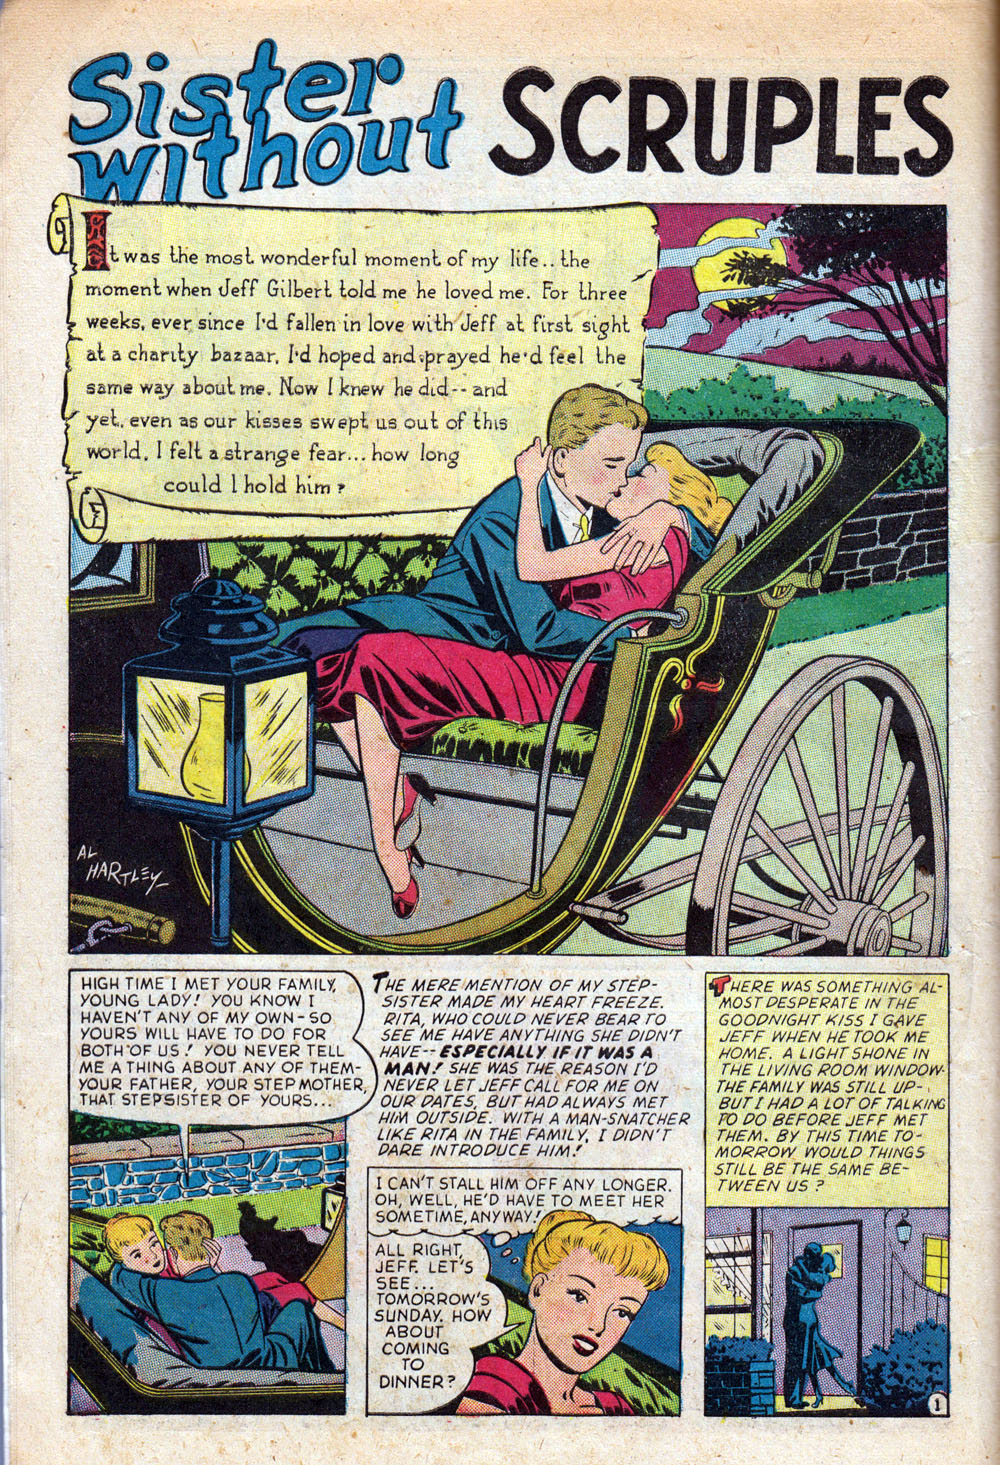 Sister
without
SCRUPLES
It was the most wonderful moment of my life.. the
moment when Jeff Gilbert told me he loved me. For three
weeks, ever since I'd fallen in love with Jeff at first sight
at a charity bazaar, I'd hoped and prayed he'd feel the
same way about me. Now I knew he did-- and
yet, even as our kisses swept us out of this
world, I felt a strange fear... how long
could I hold him?
AL
HARTLEY
HIGH TIME I MET YOUR FAMILY,
YOUNG LADY! YOU KNOW I
HAVEN'T ANY OF MY OWN - SO
YOURS WILL HAVE TO DO FOR
BOTH OF US! YOU NEVER TELL
ME A THING ABOUT ANY OF THEM-
YOUR FATHER, YOUR STEPMOTHER,
THAT STEPSISTER OF YOURS...
THE MERE MENTION OF MY STEP-
SISTER MADE MY HEART FREEZE.
RITA, WHO COULD NEVER BEAR TO
SEE ME HAVE ANYTHING SHE DIDN'T
HAVE-- ESPECIALLY IF IT WAS A
MAN! SHE WAS THE REASON I'D
NEVER LET JEFF CALL FOR ME ON
OUR DATES, BUT HAD ALWAYS MET
HIM OUTSIDE. WITH A MAN-SNATCHER
LIKE RITA IN THE FAMILY, I DIDN'T
DARE INTRODUCE HIM!
I CAN'T STALL HIM OFF ANY LONGER.
OH, WELL, HE'D HAVE TO MEET HER
SOMETIME, ANYWAY!
ALL RIGHT,
JEFF. LET'S
SEE...
TOMORROW'S
SUNDAY. HOW
ABOUT
COMING
TO
DINNER?
THERE WAS SOMETHING AL-
MOST DESPERATE IN THE
GOODNIGHT KISS I GAVE
JEFF WHEN HE TOOK ME
HOME. A LIGHT SHONE IN
THE LIVING ROOM WINDOW-
THE FAMILY WAS STILL UP-
BUT I HAD A LOT OF TALKING
TO DO BEFORE JEFF MET
THEM. BY THIS TIME TO-
MORROW WOULD THINGS
STILL BE THE SAME BE-
TWEEN US?
1